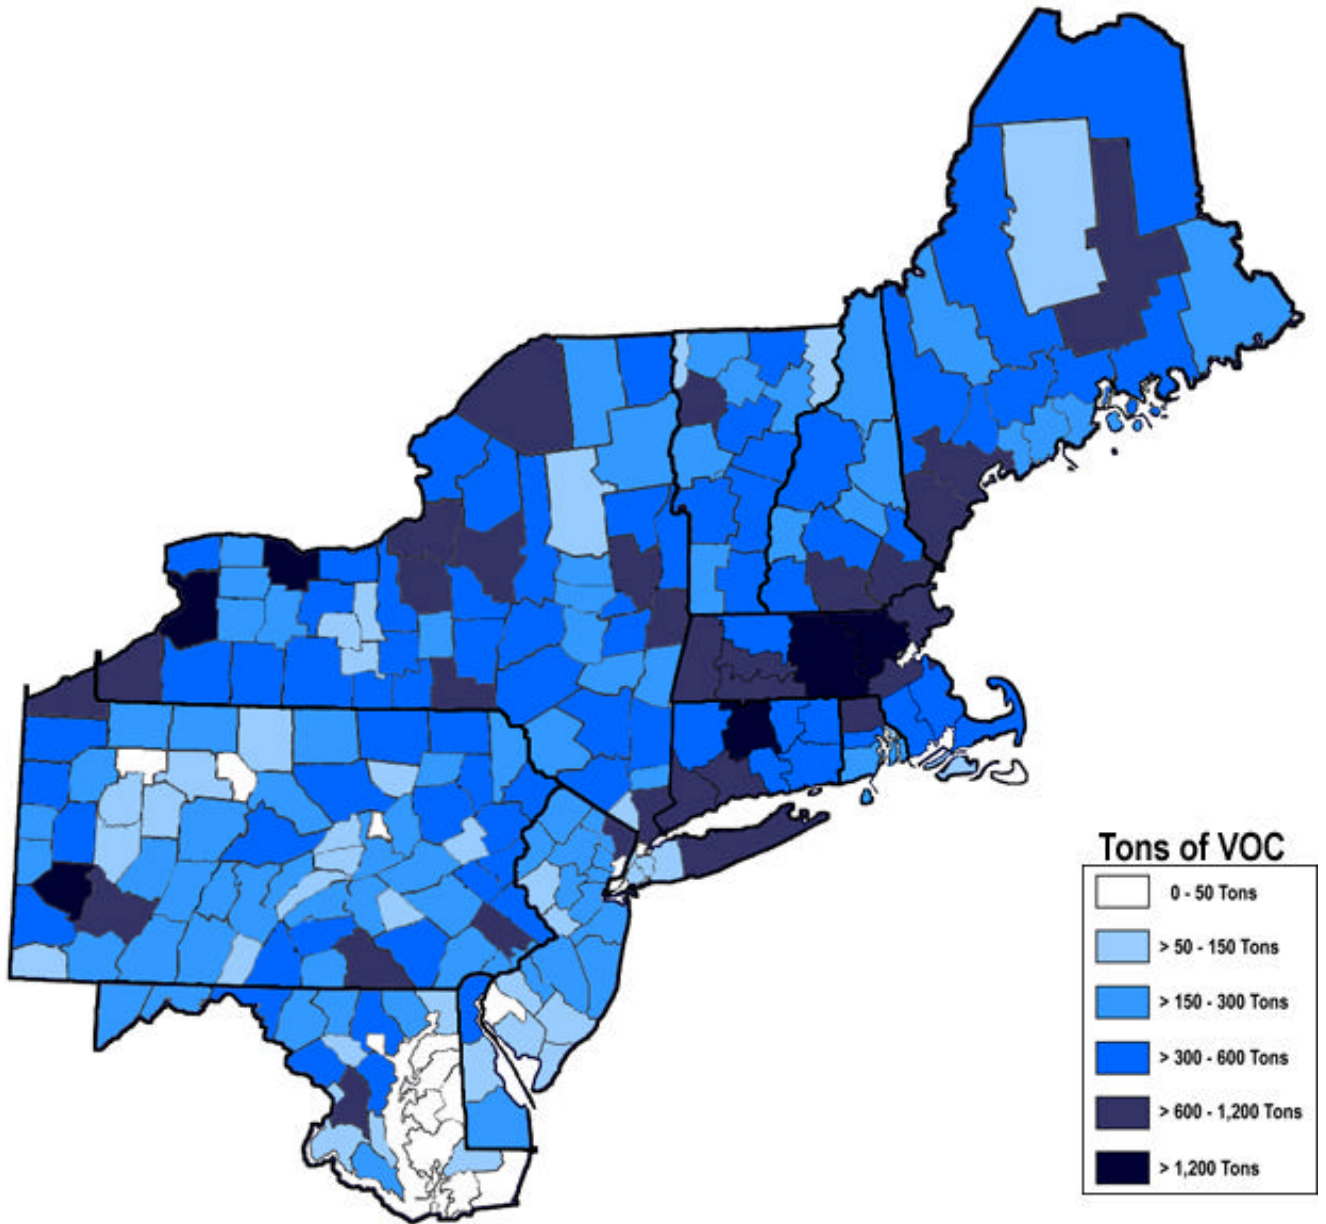 Tons of VOC
0 - 50 Tons
> 50 - 150 Tons
> 150 - 300 Tons
> 300 - 600 Tons
> 600 - 1,200 Tons
> 1,200 Tons